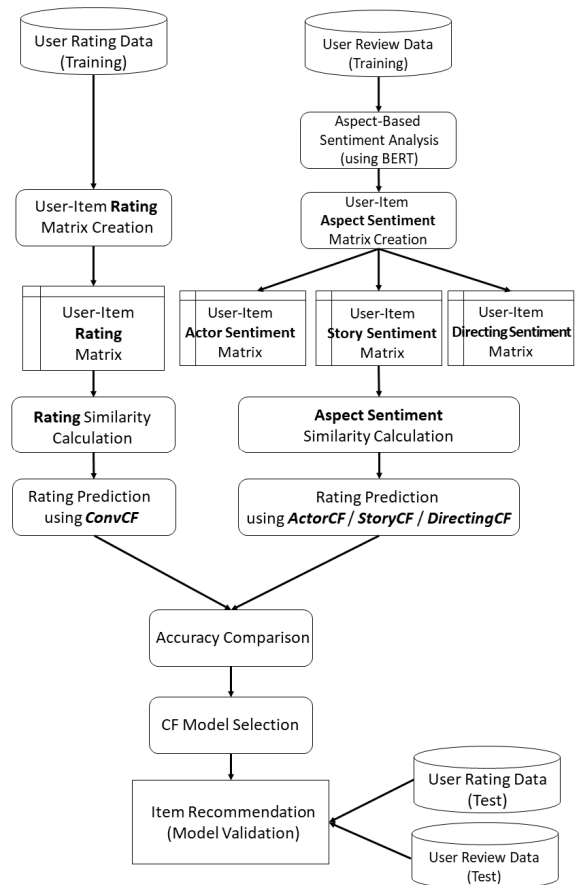 User Rating Data
(Training)
User Review Data
(Training)
Aspect-Based
Sentiment Analysis
(using BERT)
User-Item Rating
Matrix Creation
User-Item
Aspect Sentiment
Matrix Creation
User-Item
Rating
Matrix
User-Item
Actor Sentiment
Matrix
User-Item
Story Sentiment
Matrix
User-Item
Directing Sentiment
Matrix
Rating Similarity
Calculation
Aspect Sentiment
Similarity Calculation
Rating Prediction
using ConvCF
Rating Prediction
using ActorCF / StoryCF / DirectingCF
Accuracy Comparison
CF Model Selection
Item Recommendation
(Model Validation)
User Rating Data
(Test)
User Review Data
(Test)